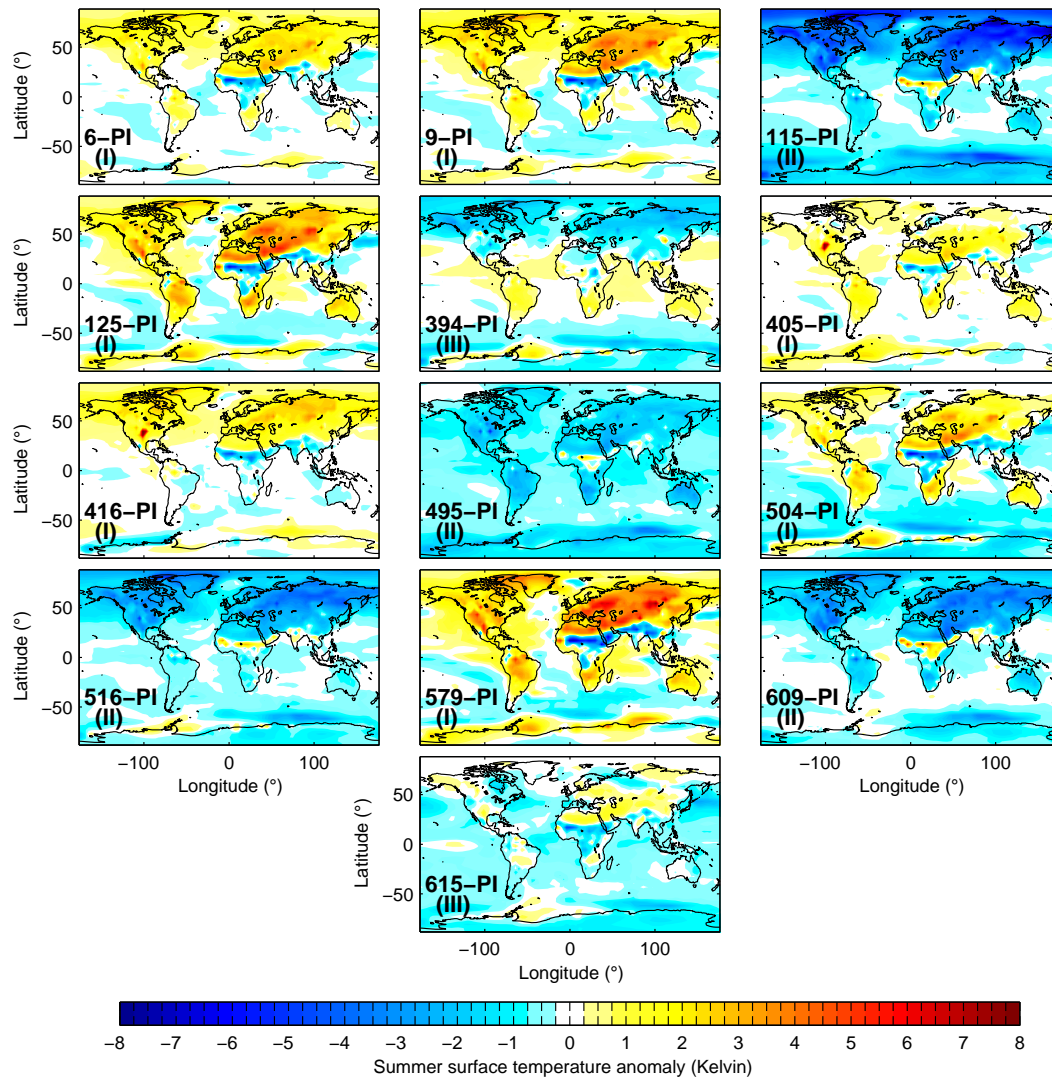 50
0
−50
Latitude (°)
6−PI
(I)
9−PI
(I)
115−PI
(II)
50
0
−50
Latitude (°)
125−PI
(I)
394−PI
(III)
405−PI
(I)
50
0
−50
Latitude (°)
416−PI
(I)
495−PI
(II)
504−PI
(I)
50
0
−50
Latitude (°)
516−PI
(II)
579−PI
(I)
609−PI
(II)
−100 0 100
Longitude (°)
−100 0 100
Longitude (°)
50
0
−50
Latitude (°)
615−PI
(III)
−100 0 100
Longitude (°)
−8 −7 −6 −5 −4 −3 −2 −1 0 1 2 3 4 5 6 7 8
Summer surface temperature anomaly (Kelvin)